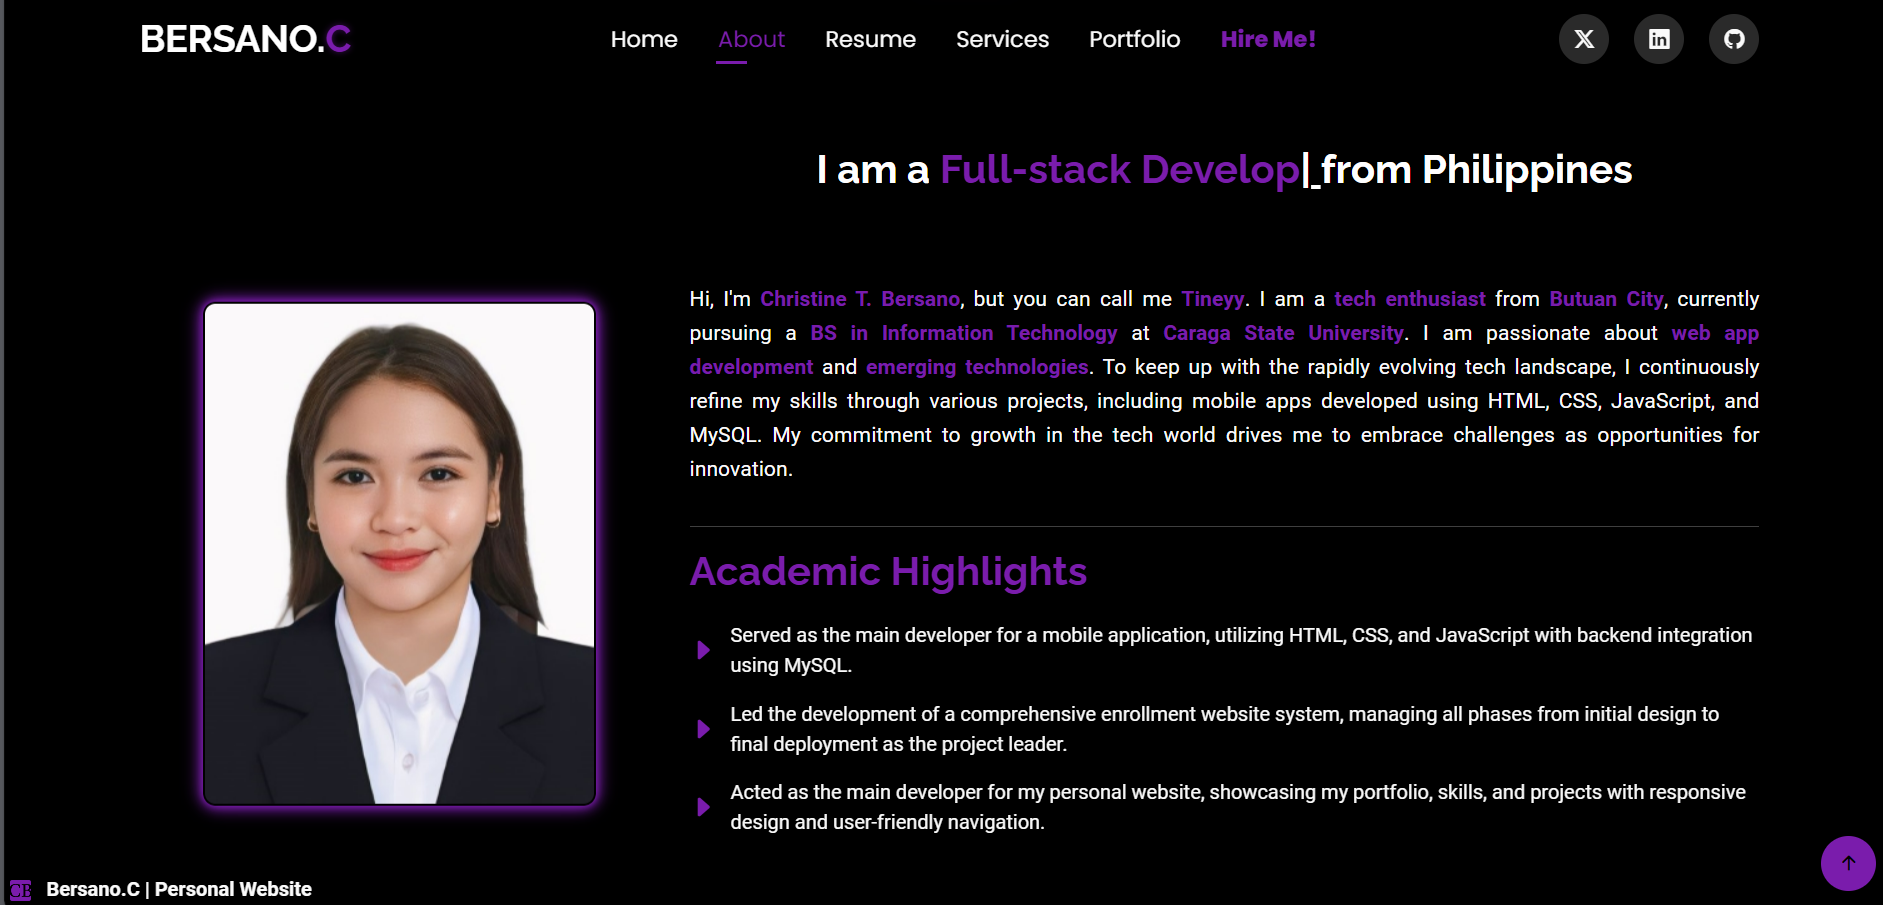 BERSANO.C
Home About Resume Services Portfolio Hire Me!
I am a Full-stack Develop|_from Philippines
Hi, I'm Christine T. Bersano, but you can call me Tineyy. I am a tech enthusiast from Butuan City, currently
pursuing a BS in Information Technology at Caraga State University. I am passionate about web app
development and emerging technologies. To keep up with the rapidly evolving tech landscape, I continuously
refine my skills through various projects, including mobile apps developed using HTML, CSS, JavaScript, and
MySQL. My commitment to growth in the tech world drives me to embrace challenges as opportunities for
innovation.
Academic Highlights
Served as the main developer for a mobile application, utilizing HTML, CSS, and JavaScript with backend integration
using MySQL.
Led the development of a comprehensive enrollment website system, managing all phases from initial design to
final deployment as the project leader.
Acted as the main developer for my personal website, showcasing my portfolio, skills, and projects with responsive
design and user-friendly navigation.
CB Bersano.C | Personal Website